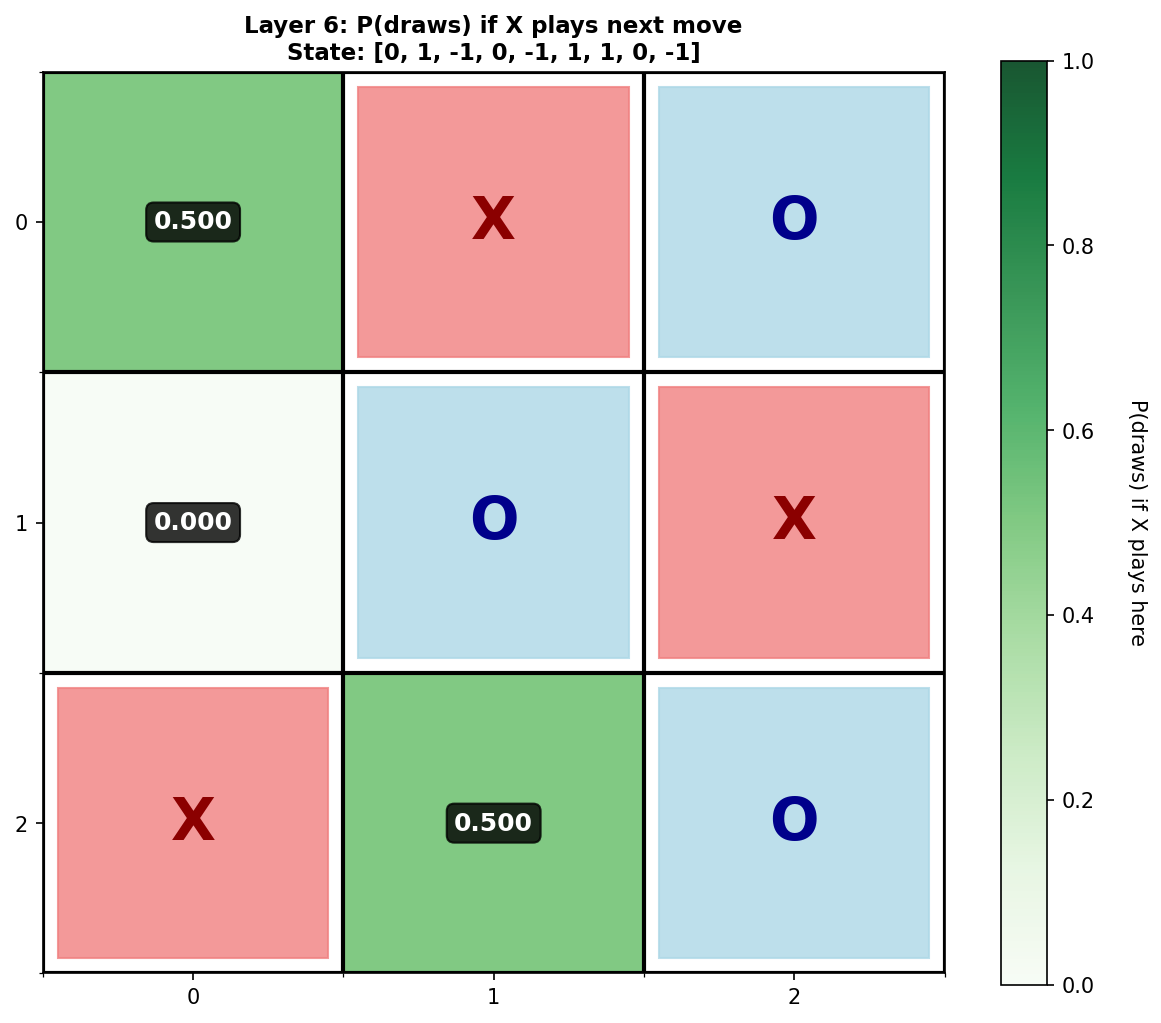 Layer 6: P(draws) if X plays next move
State: [0, 1, -1, 0, -1, 1, 1, 0, -1]
0
0.500
X
O
1
0.000
O
X
2
X
0.500
O
0
1
2
1.0
0.8
0.6
0.4
0.2
0.0
P(draws) if X plays here